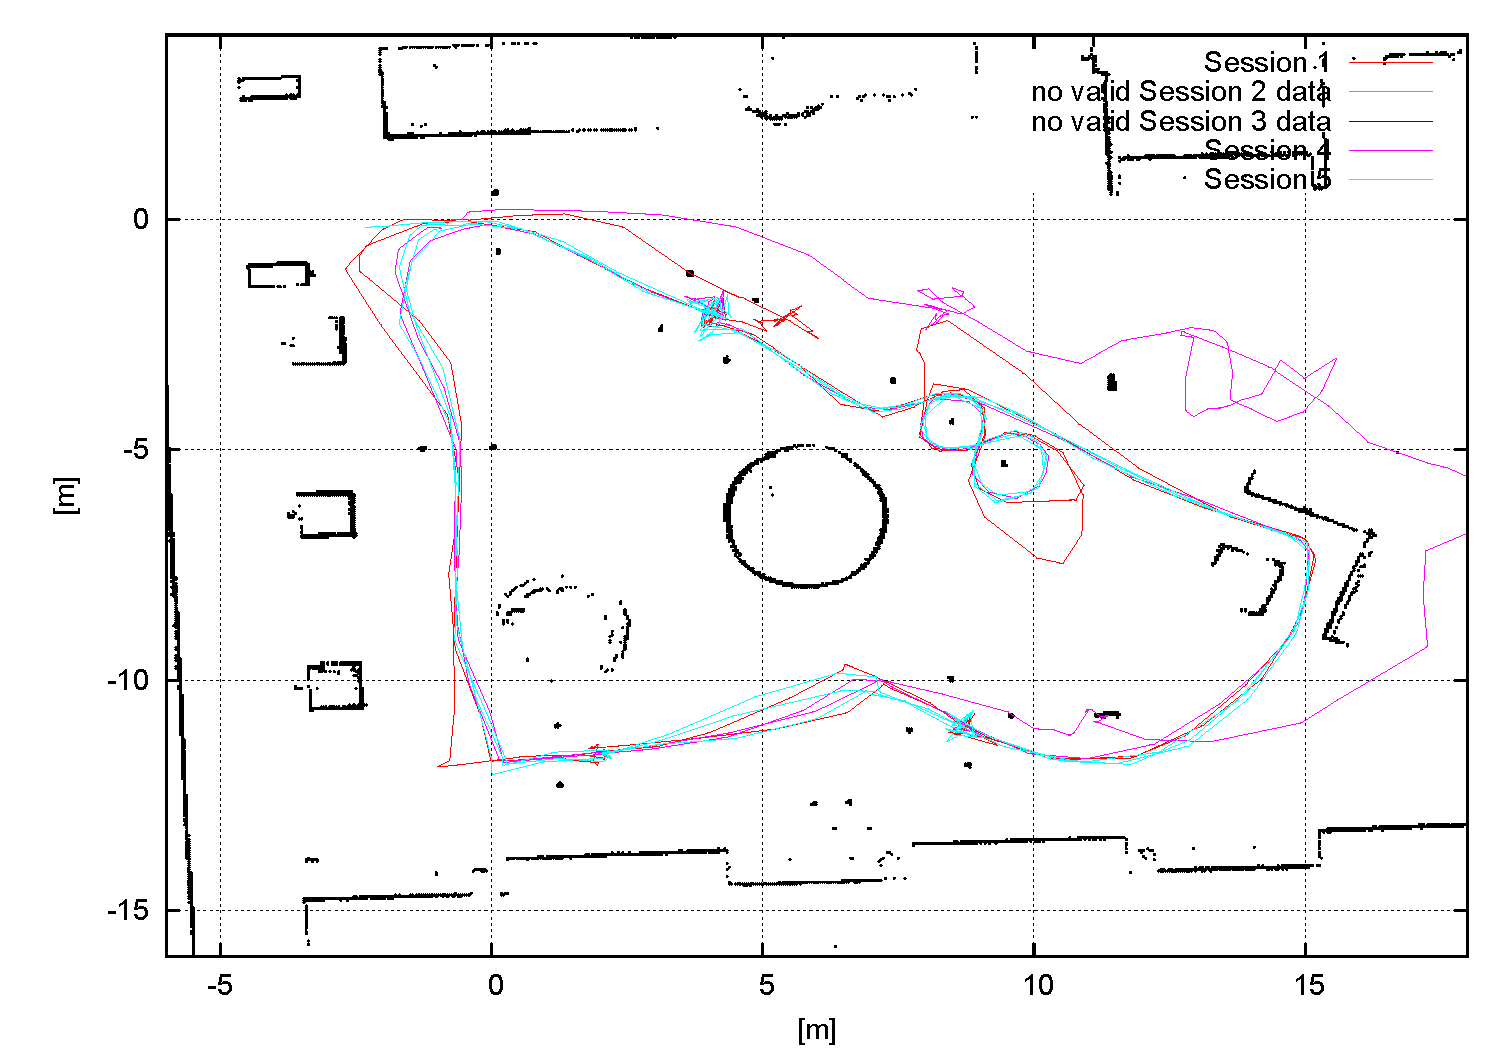 Session 1
no valid Session 2 data
no valid Session 3 data
Session 4
Session 5
0
-5
-10
-15
[m]
-5 0 5 10 15
[m]